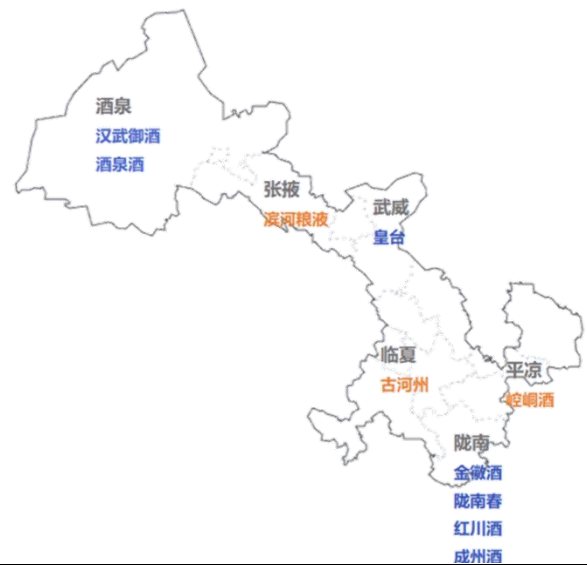 酒泉
汉武御酒
酒泉酒
张掖
滨河粮液
武威
皇台
临夏
古河州
平凉
崆峒酒
陇南
金徽酒
陇南春
红川酒
成州酒